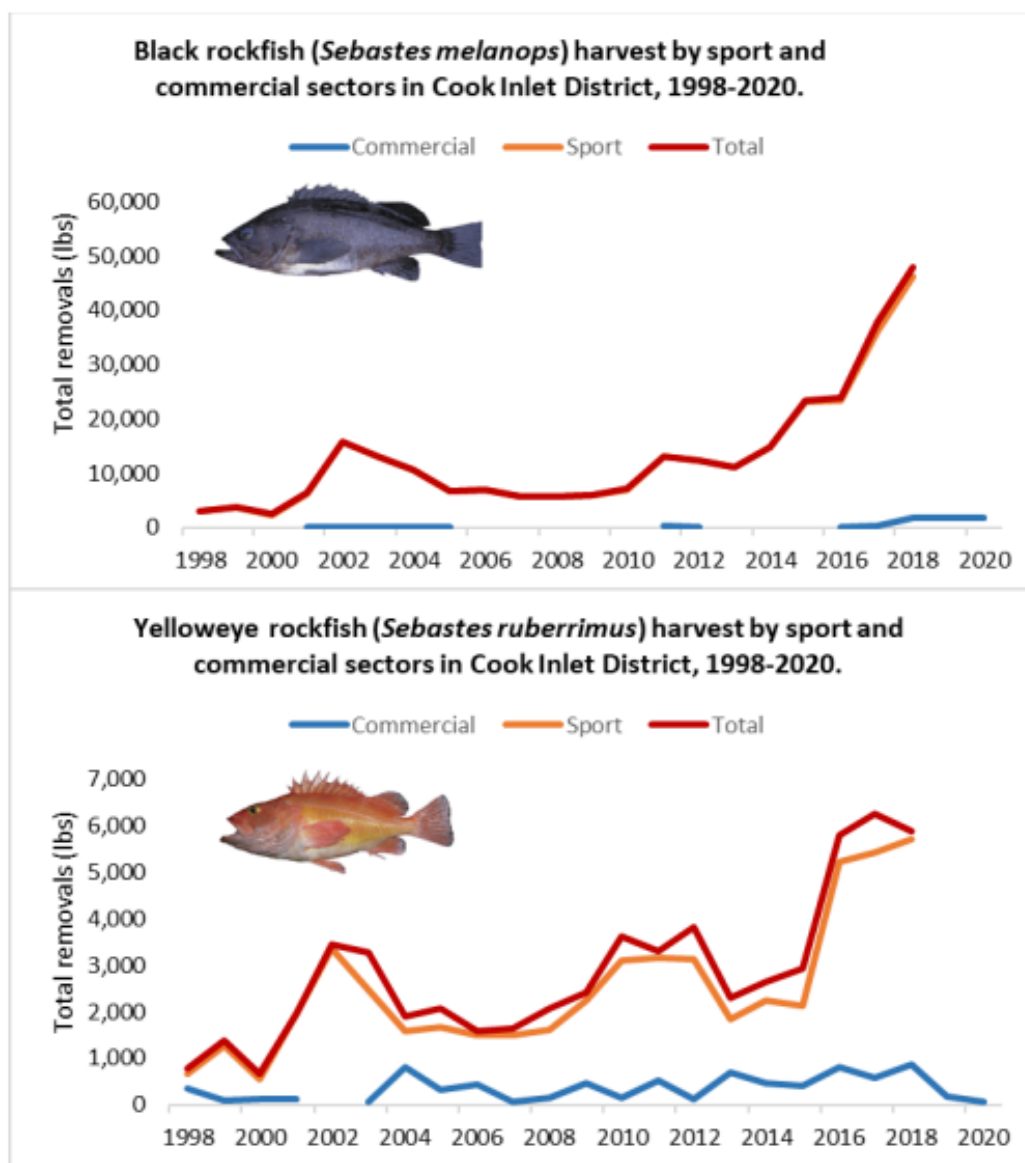 Black rockfish (Sebastes melanops) harvest by sport and
commercial sectors in Cook Inlet District, 1998-2020.
Commercial Sport Total
Total removals (lbs)
60,000
50,000
40,000
30,000
20,000
10,000
0
1998 2000 2002 2004 2006 2008 2010 2012 2014 2016 2018 2020
Yelloweye rockfish (Sebastes ruberrimus) harvest by sport and
commercial sectors in Cook Inlet District, 1998-2020.
Commercial Sport Total
Total removals (lbs)
7,000
6,000
5,000
4,000
3,000
2,000
1,000
0
1998 2000 2002 2004 2006 2008 2010 2012 2014 2016 2018 2020